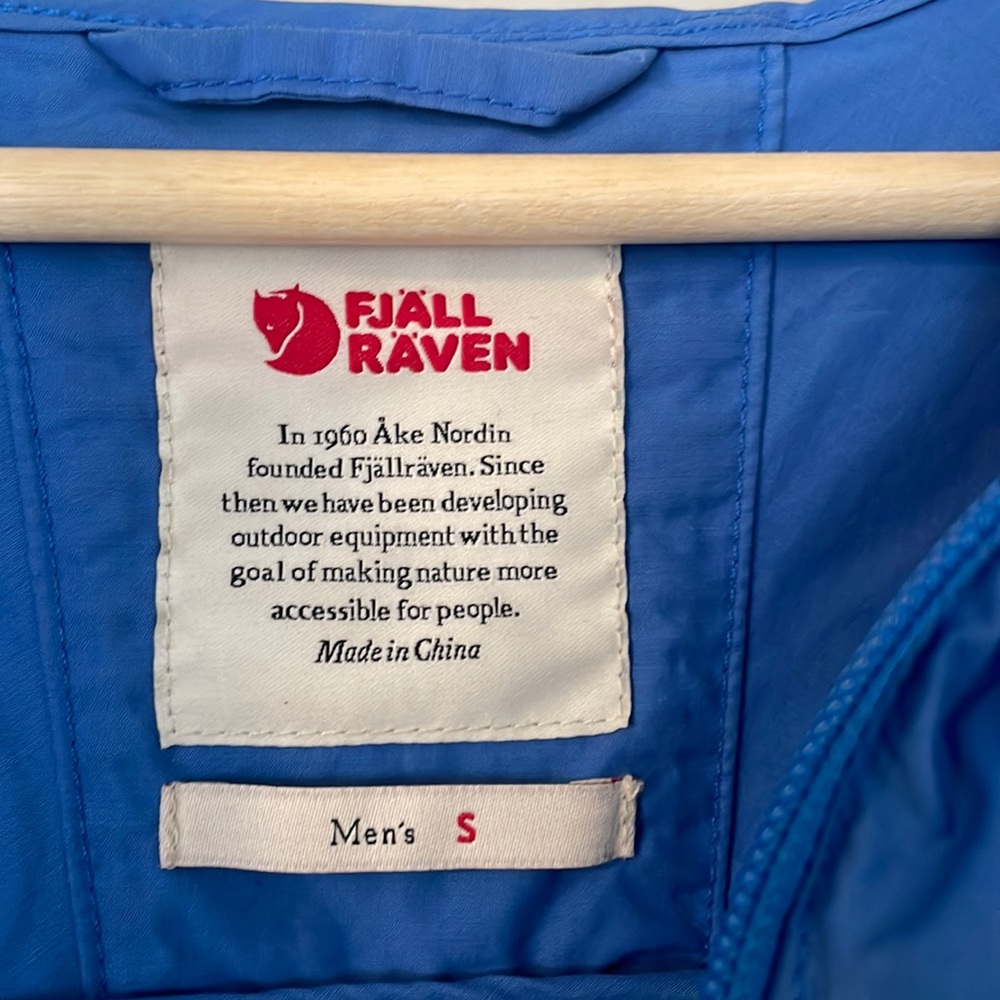 FJÄLL
RÄVEN
In 1960 Åke Nordin
founded Fjällräven. Since
then we have been developing
outdoor equipment with the
goal of making nature more
accessible for people.
Made in China
Men's S